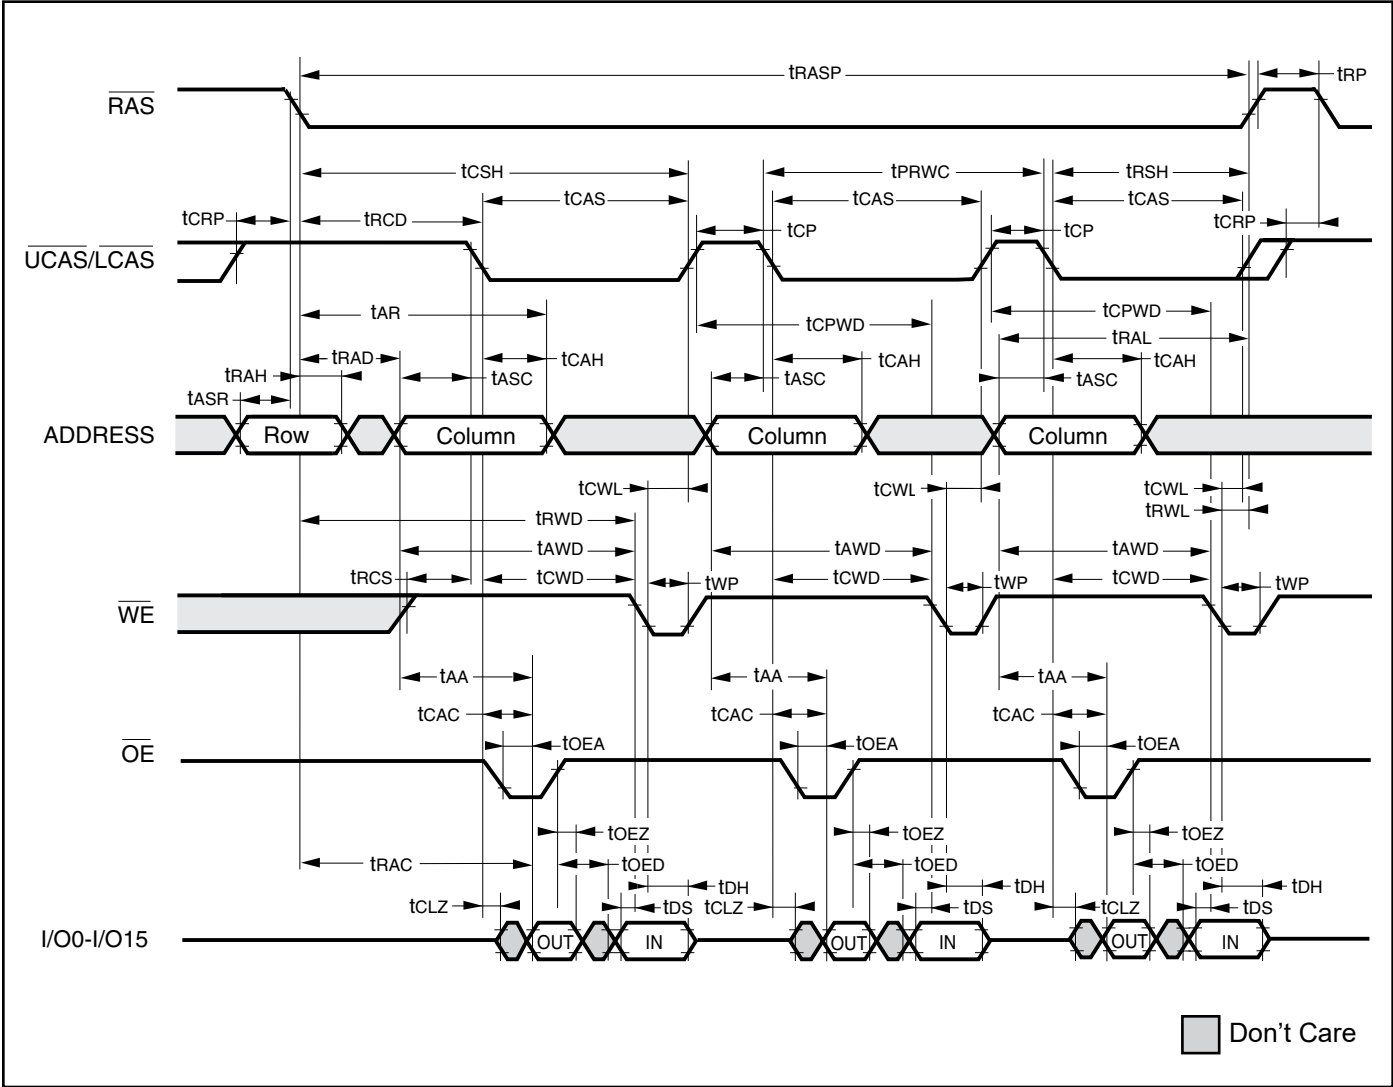 tRASP tRP
RAS
tCSH tPRWC tRSH
tCAS tCAS tCAS
tCRP tRCD tCP tCP tCRP
UCAS/LCAS
tAR tCPWD tCPWD
tRAL
tRAD tCAH tCAH tCAH
tRAH tASC tASC tASC
tASR
ADDRESS Row Column Column Column
tCWL tCWL tCWL
tRWL
tRWD
tAWD tAWD tAWD
tRCS tCWD tWP tCWD tWP tCWD tWP
WE
tAA tAA tAA
tCAC tCAC tCAC
tOEA tOEA tOEA
OE
tOEZ tOEZ tOEZ
tRAC tOED tOED tOED
tDH tDH tDH
tCLZ tDS tCLZ tDS tCLZ tDS
I/O0-I/O15 OUT IN OUT IN OUT IN
Don't Care